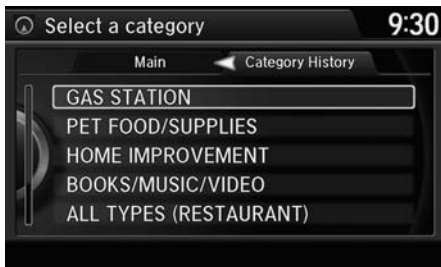 Select a category 9:30
Main Category History
GAS STATION
PET FOOD/SUPPLIES
HOME IMPROVEMENT
BOOKS/MUSIC/VIDEO
ALL TYPES (RESTAURANT)